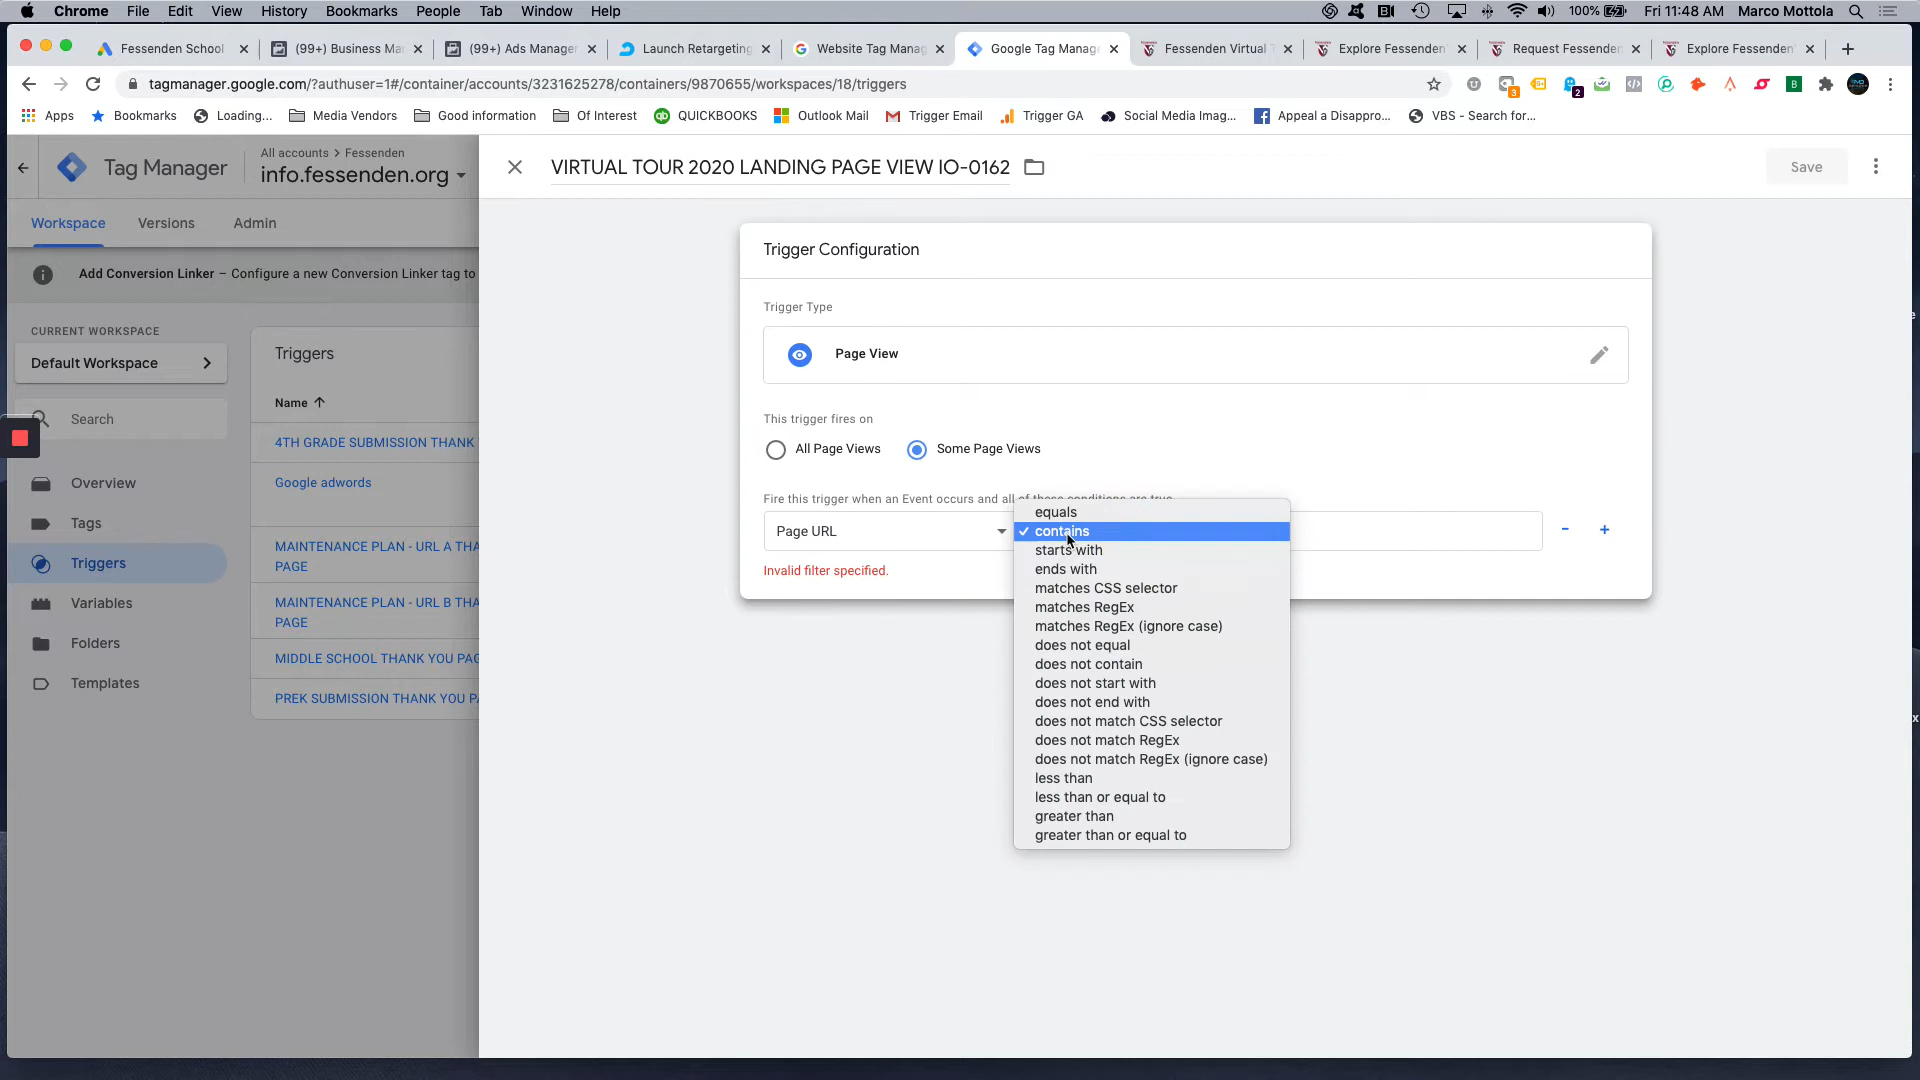 Chrome File Edit View History Bookmarks People Tab Window Help
100% Fri 11:48 AM Marco Mottola
Fessenden School
(99+) Business Ma
(99+) Ads Manager
Launch Retargeting
Website Tag Manag
Google Tag Manage
Fessenden Virtual T
Explore Fessenden'
Request Fessenden
Explore Fessenden'
tagmanager.google.com/?authuser=1#/container/accounts/3231625278/containers/9870655/workspaces/18/triggers
3
2
B
Apps Bookmarks Loading... Media Vendors Good information Of Interest QUICKBOOKS Outlook Mail Trigger Email Trigger GA Social Media Imag... Appeal a Disappro... VBS - Search for...
Tag Manager
All accounts > Fessenden
info.fessenden.org
VIRTUAL TOUR 2020 LANDING PAGE VIEW IO-0162
Save
Workspace Versions Admin
Add Conversion Linker – Configure a new Conversion Linker tag to
CURRENT WORKSPACE
Default Workspace
Search
Overview
Tags
Triggers
Variables
Folders
Templates
Triggers
Name
4TH GRADE SUBMISSION THANK
Google adwords
MAINTENANCE PLAN - URL A THA
PAGE
MAINTENANCE PLAN - URL B THA
PAGE
MIDDLE SCHOOL THANK YOU PAG
PREK SUBMISSION THANK YOU P
Trigger Configuration
Trigger Type
Page View
This trigger fires on
All Page Views Some Page Views
Fire this trigger when an Event occurs and all of these conditions are true
Page URL
Invalid filter specified.
equals
contains
starts with
ends with
matches CSS selector
matches RegEx
matches RegEx (ignore case)
does not equal
does not contain
does not start with
does not end with
does not match CSS selector
does not match RegEx
does not match RegEx (ignore case)
less than
less than or equal to
greater than
greater than or equal to